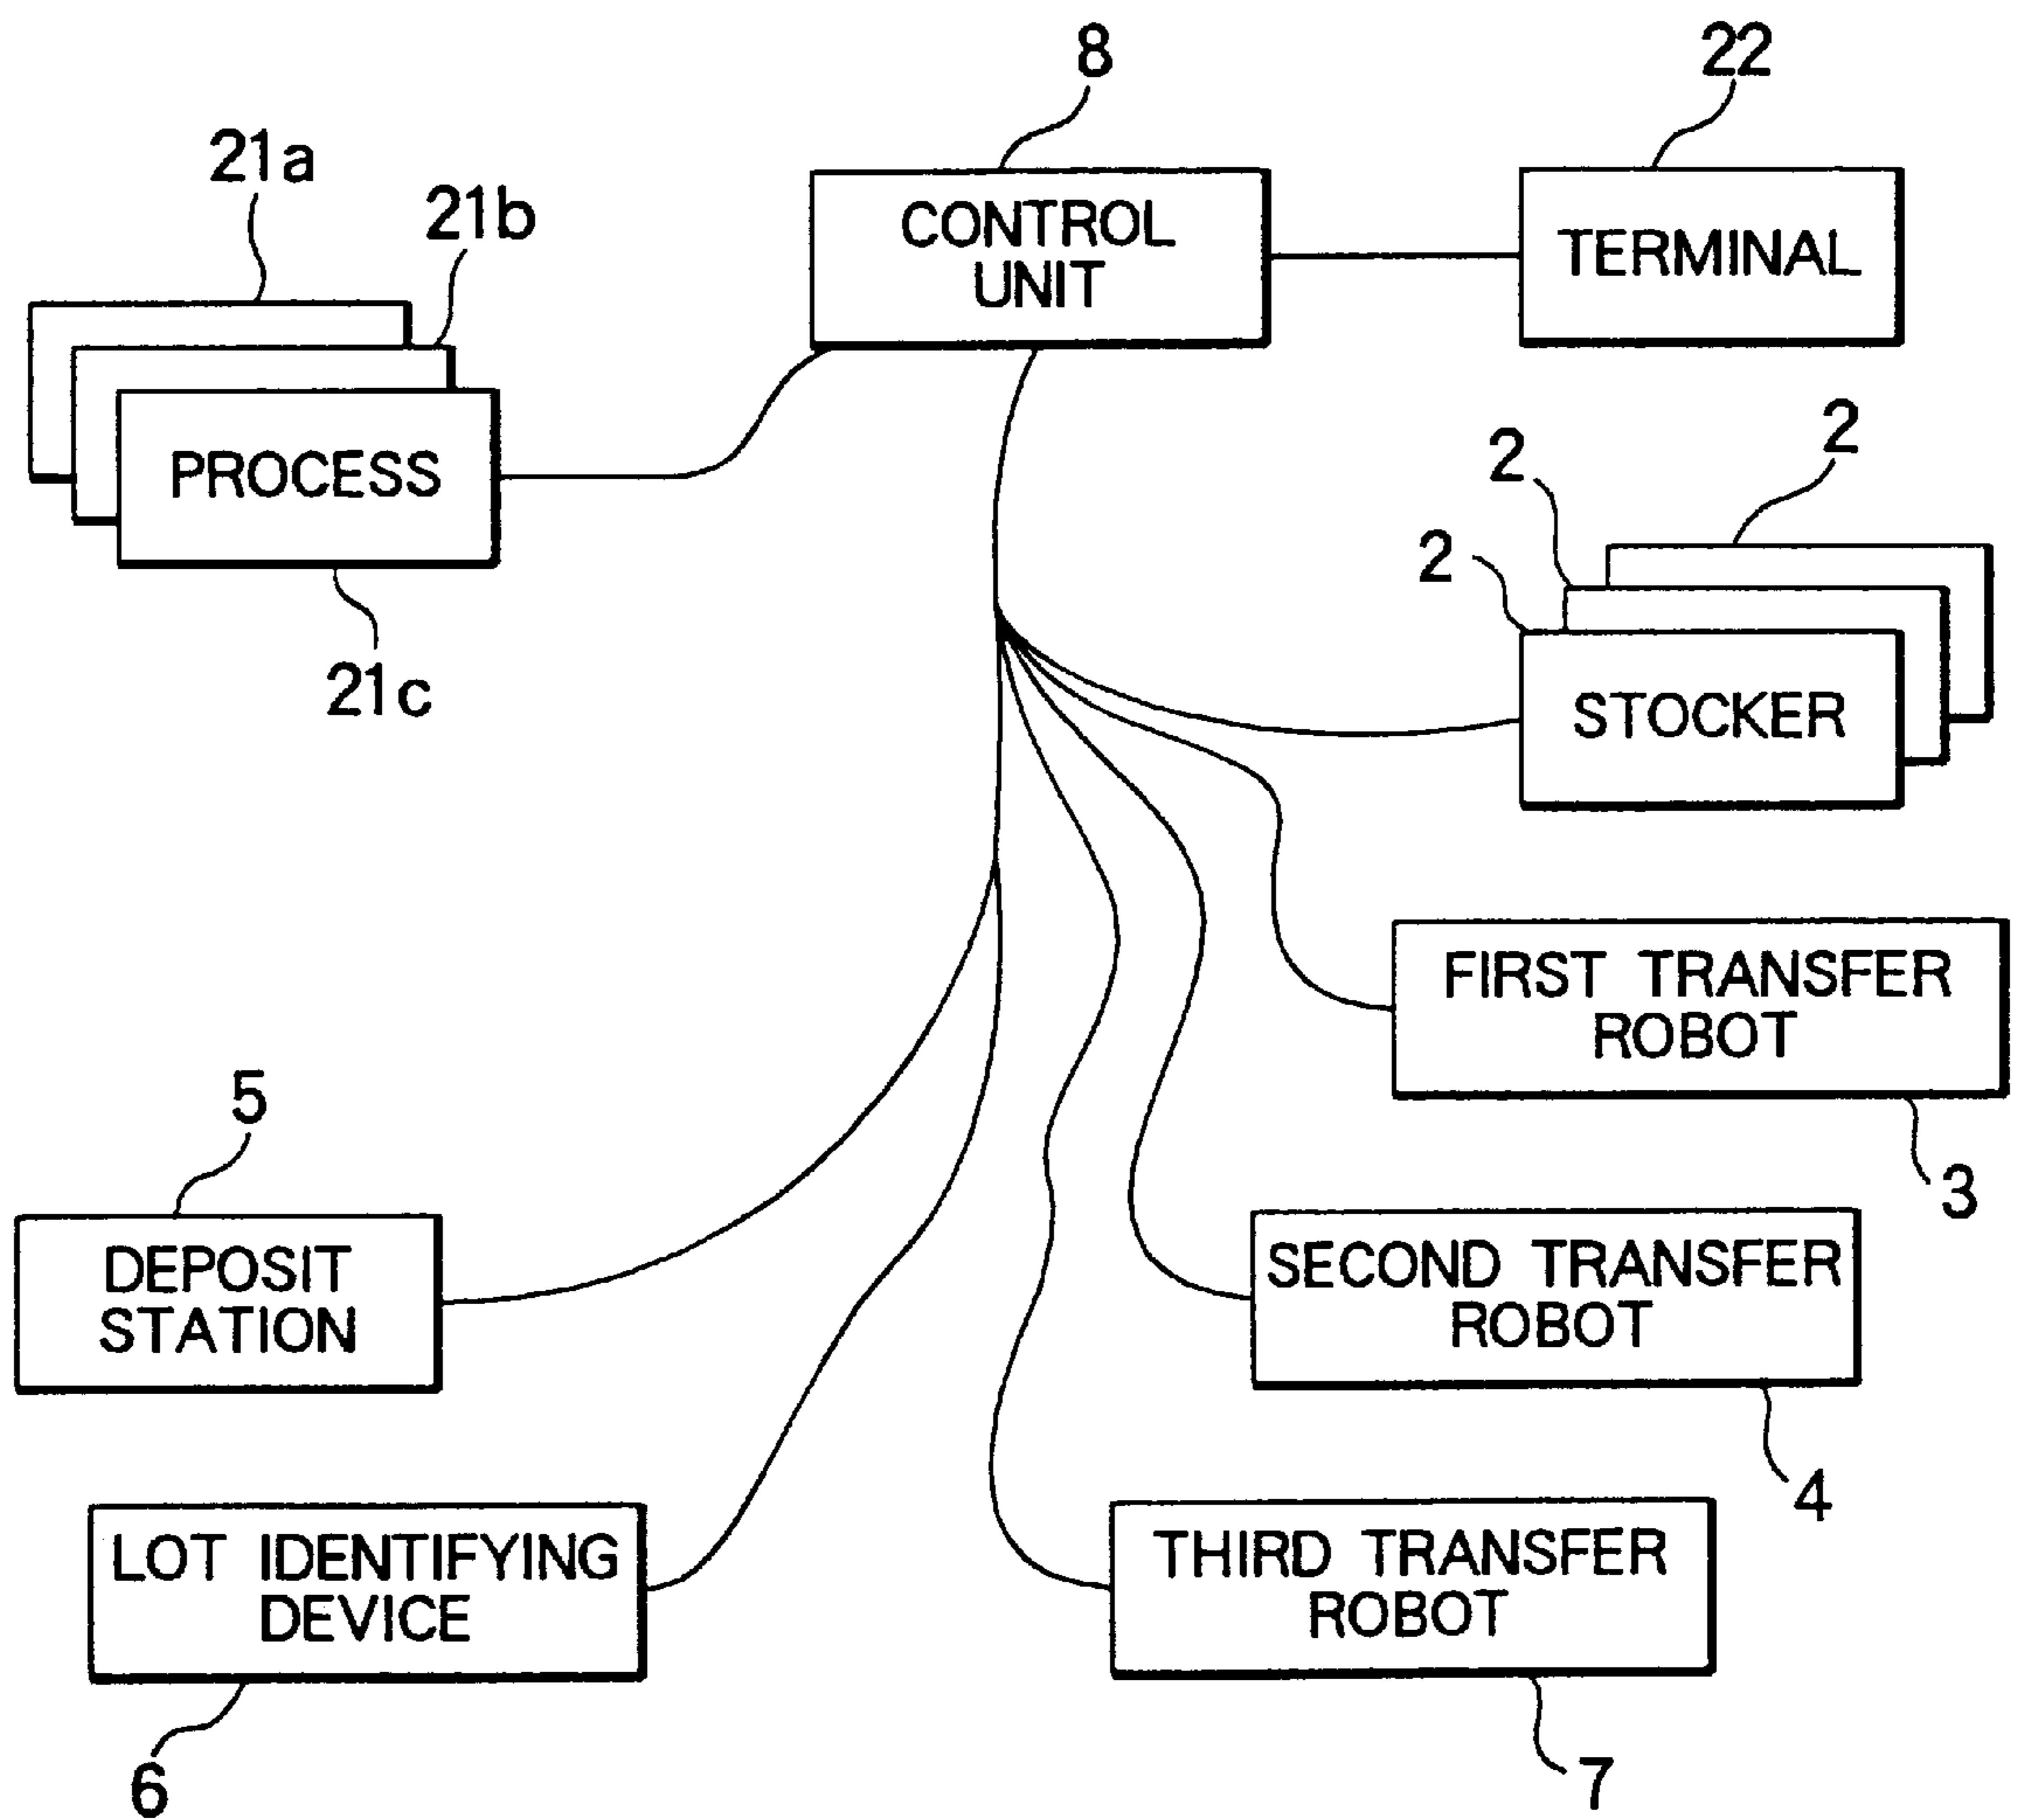 8
22
21a
21b
CONTROL
UNIT
TERMINAL
PROCESS
21c
2
2
2
STOCKER
FIRST TRANSFER
ROBOT
3
5
DEPOSIT
STATION
SECOND TRANSFER
ROBOT
4
LOT IDENTIFYING
DEVICE
6
THIRD TRANSFER
ROBOT
7